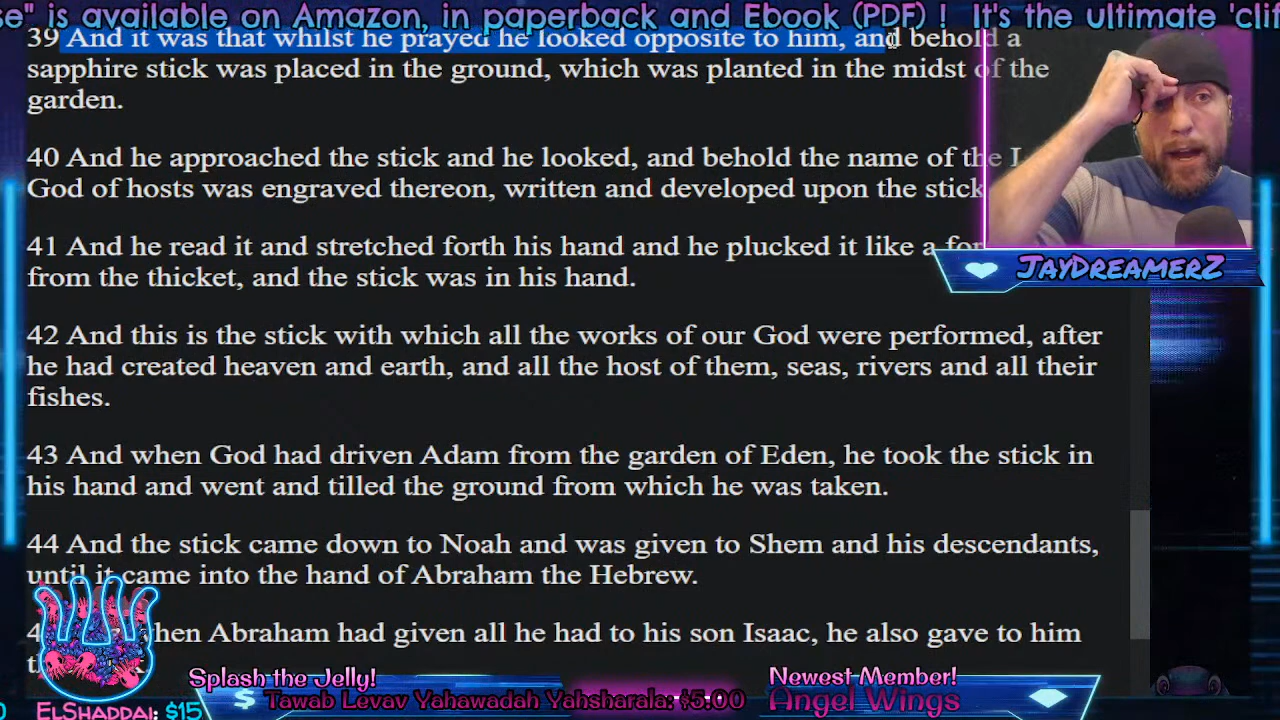 e" is available on Amazon, in paperback and Ebook (PDF) ! It's the ultimate 'clif
39 And it was that whilst he prayed he looked opposite to him, and behold a
sapphire stick was placed in the ground, which was planted in the midst of the
garden.
40 And he approached the stick and he looked, and behold the name of the
God of hosts was engraved thereon, written and developed upon the stick
41 And he read it and stretched forth his hand and he plucked it like a
from the thicket, and the stick was in his hand.
JayDreamerZ
42 And this is the stick with which all the works of our God were performed, after
he had created heaven and earth, and all the host of them, seas, rivers and all their
fishes.
43 And when God had driven Adam from the garden of Eden, he took the stick in
his hand and went and tilled the ground from which he was taken.
44 And the stick came down to Noah and was given to Shem and his descendants,
until it came into the hand of Abraham the Hebrew.
when Abraham had given all he had to his son Isaac, he also gave to him
Splash the Jelly!
$ Tawab Levav Yahawadah Yahsharala: $5.00
Newest Member!
Angel Wings
ElShaddai: $15